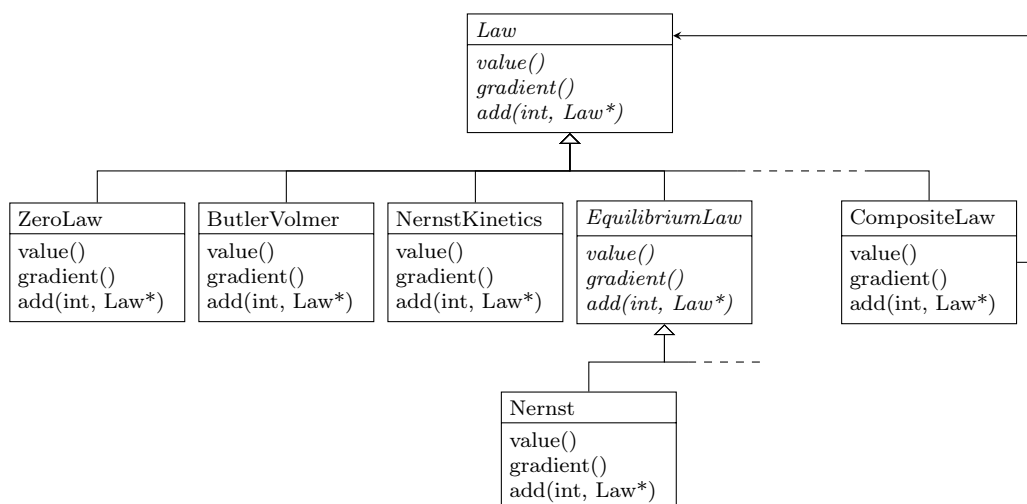 Law
value()
gradient()
add(int, Law*)
ZeroLaw
value()
gradient()
add(int, Law*)
ButlerVolmer
value()
gradient()
add(int, Law*)
NernstKinetics
value()
gradient()
add(int, Law*)
EquilibriumLaw
value()
gradient()
add(int, Law*)
CompositeLaw
value()
gradient()
add(int, Law*)
Nernst
value()
gradient()
add(int, Law*)